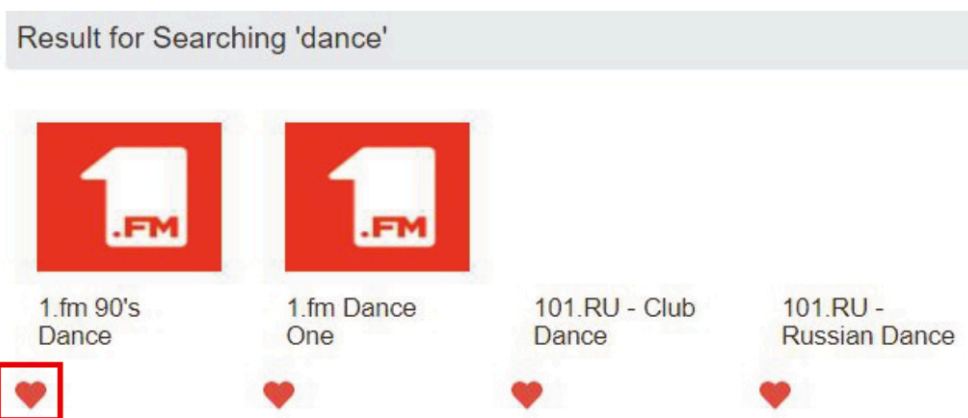 Result for Searching 'dance'
.FM
.FM
1.fm 90's
Dance
1.fm Dance
One
101.RU - Club
Dance
101.RU -
Russian Dance